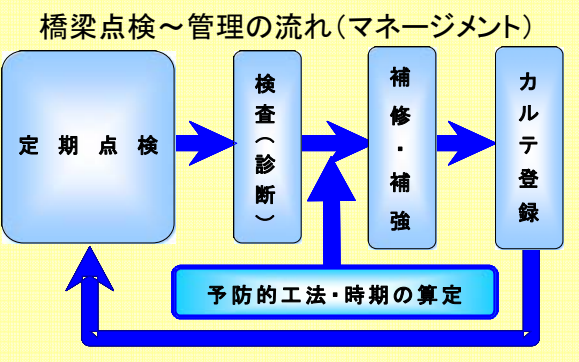 橋梁点検～管理の流れ（マネージメント）
定期点検
検査（診断）
補修・補強
カルテ登録
予防的工法・時期の算定